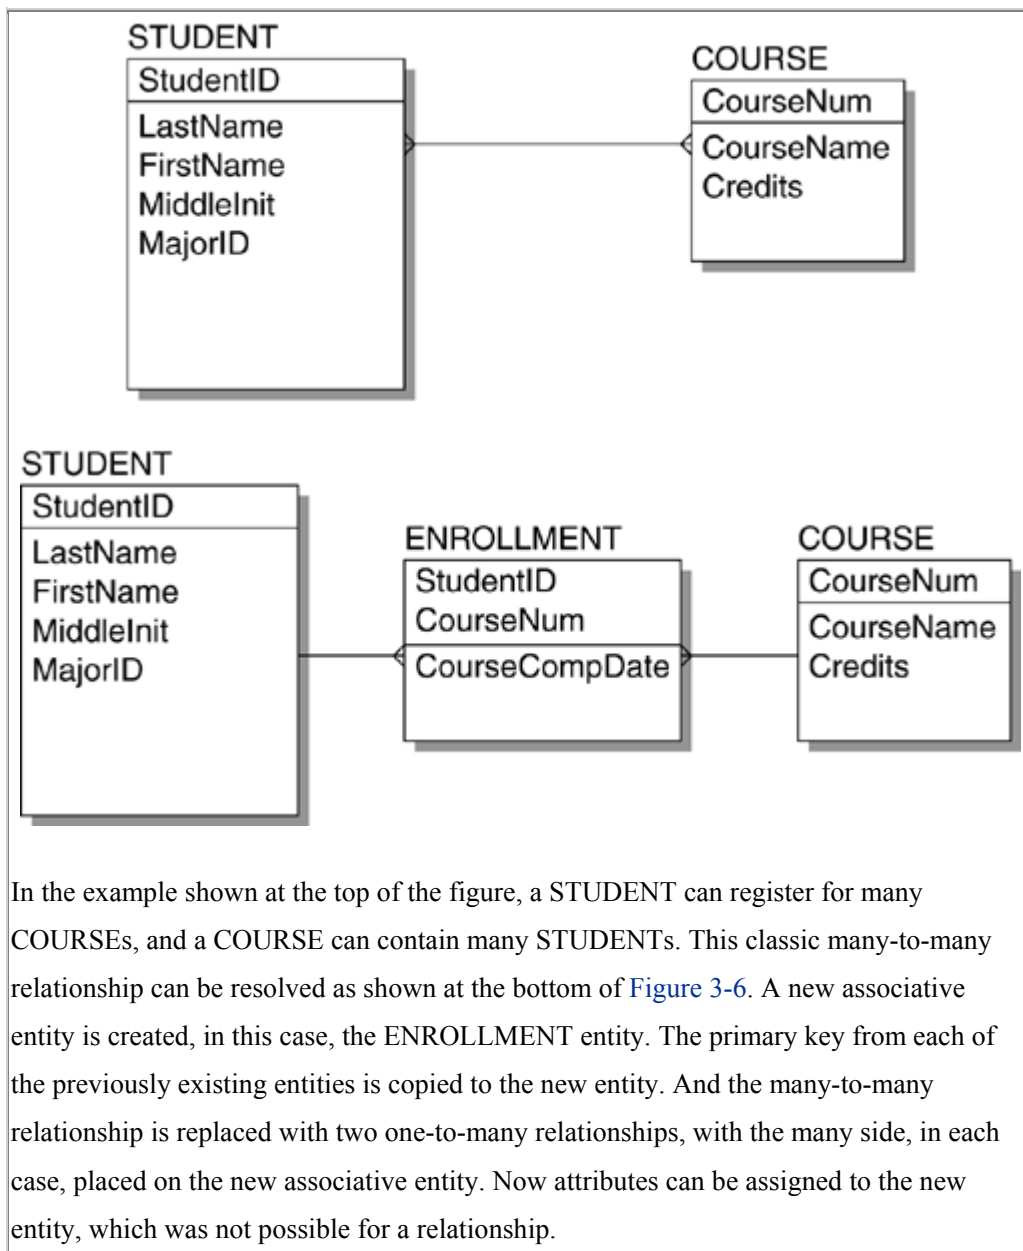 STUDENT
StudentID
LastName
FirstName
MiddleInit
MajorID
COURSE
CourseNum
CourseName
Credits
STUDENT
StudentID
LastName
FirstName
MiddleInit
MajorID
ENROLLMENT
StudentID
CourseNum
CourseCompDate
COURSE
CourseNum
CourseName
Credits
In the example shown at the top of the figure, a STUDENT can register for many
COURSEs, and a COURSE can contain many STUDENTs. This classic many-to-many
relationship can be resolved as shown at the bottom of Figure 3-6. A new associative
entity is created, in this case, the ENROLLMENT entity. The primary key from each of
the previously existing entities is copied to the new entity. And the many-to-many
relationship is replaced with two one-to-many relationships, with the many side, in each
case, placed on the new associative entity. Now attributes can be assigned to the new
entity, which was not possible for a relationship.